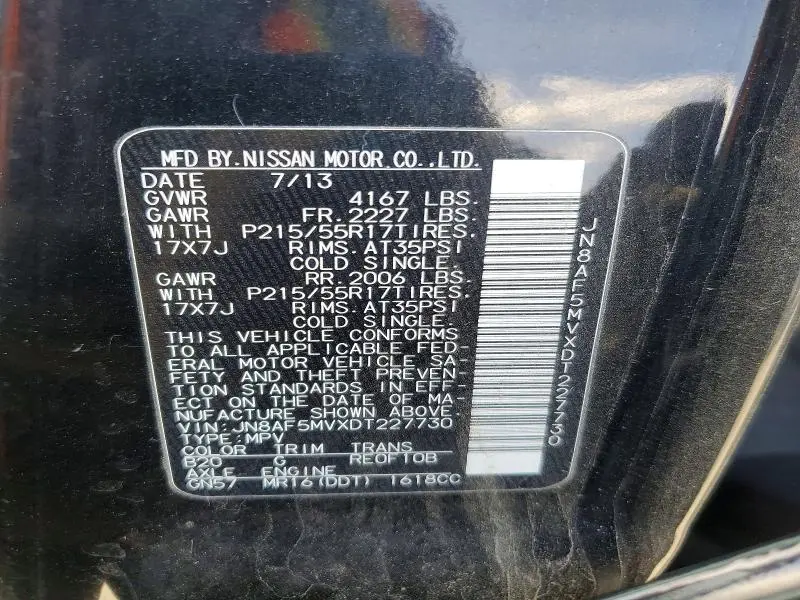 MFD BY.NISSAN MOTOR.CO.,LTD.
DATE 7/13
GVWR 4167 LBS.
GAWR FR.2227 LBS.
WITH P215/55R17TIRES.
17X7J RIMS.AT35PSI
COLD SINGLE.
GAWR RR.2006 LBS.
WITH P215/55R17TIRES.
17X7J RIMS.AT35PSI
COLD SINGLE.
THIS VEHICLE CONFORMS
TO ALL APPLICABLE FED-
ERAL MOTOR VEHICLE SA-
FETY AND THEFT PREVEN-
TION STANDARDS IN EFF-
ECT ON THE DATE OF MA-
NUFACTURE SHOWN ABOVE.
VIN:JN8AF5MVXDT227730
TYPE:MPV
COLOR TRIM TRANS
B20 G RE0F10B
AXLE ENGINE
GN57 MR16(DDT) 1618CC
JN8AF5MVXDT227730